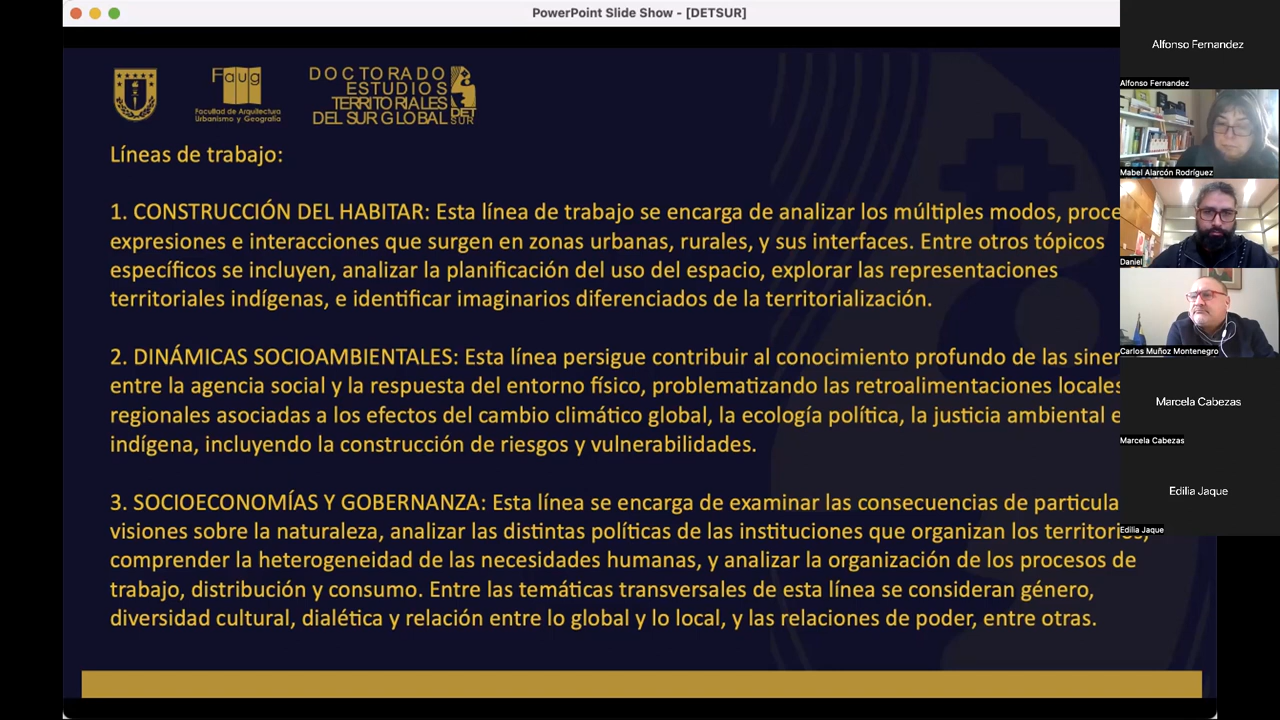 PowerPoint Slide Show - [DETSUR]
Faug
Facultad de Arquitectura
Urbanismo y Geografía
DOCTORADO
ESTUDIOS
TERRITORIALES
DEL SUR GLOBAL
DET
SUR
Líneas de trabajo:
1. CONSTRUCCIÓN DEL HABITAR: Esta línea de trabajo se encarga de analizar los múltiples modos,
expresiones e interacciones que surgen en zonas urbanas, rurales, y sus interfaces. Entre otros tópicos
específicos se incluyen, analizar la planificación del uso del espacio, explorar las representaciones
territoriales indígenas, e identificar imaginarios diferenciados de la territorialización.
2. DINÁMICAS SOCIOAMBIENTALES: Esta línea persigue contribuir al conocimiento profundo de las
entre la agencia social y la respuesta del entorno físico, problematizando las retroalimentaciones locales
regionales asociadas a los efectos del cambio climático global, la ecología política, la justicia ambiental e
indígena, incluyendo la construcción de riesgos y vulnerabilidades.
3. SOCIOECONOMÍAS Y GOBERNANZA: Esta línea se encarga de examinar las consecuencias de
visiones sobre la naturaleza, analizar las distintas políticas de las instituciones que organizan los territorios,
comprender la heterogeneidad de las necesidades humanas, y analizar la organización de los procesos de
trabajo, distribución y consumo. Entre las temáticas transversales de esta línea se consideran género,
diversidad cultural, dialética y relación entre lo global y lo local, y las relaciones de poder, entre otras.
Alfonso Fernandez
Alfonso Fernandez
Mabel Alarcón Rodríguez
Daniel
Carlos Muñoz Montenegro
Marcela Cabezas
Marcela Cabezas
Edilia Jaque
Edilia Jaque